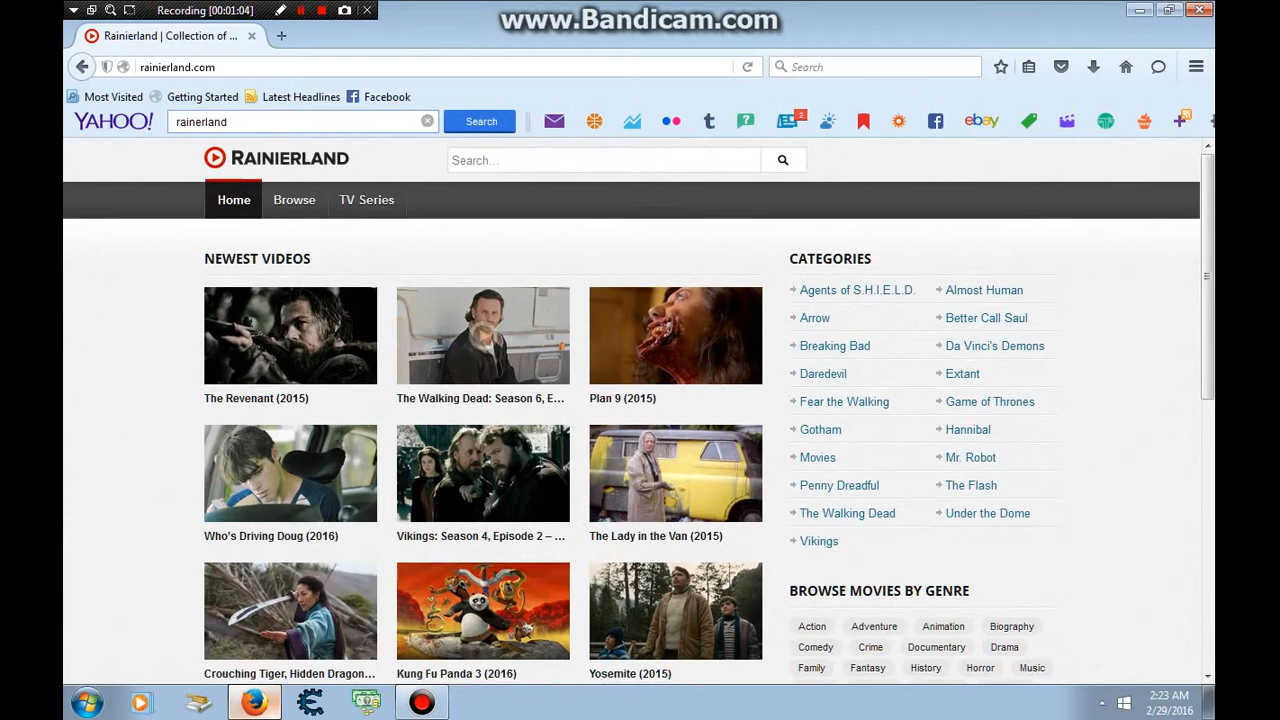 Recording [00:01:04]
www.Bandicam.com
Rainierland | Collection of ...
rainierland.com
Search
Most Visited Getting Started Latest Headlines Facebook
YAHOO! rainerland Search 2 ebay
RAINIERLAND Search...
Home Browse TV Series
NEWEST VIDEOS
The Revenant (2015) The Walking Dead: Season 6, E... Plan 9 (2015)
Who's Driving Doug (2016) Vikings: Season 4, Episode 2 – ... The Lady in the Van (2015)
Crouching Tiger, Hidden Dragon... Kung Fu Panda 3 (2016) Yosemite (2015)
CATEGORIES
Agents of S.H.I.E.L.D. Almost Human
Arrow Better Call Saul
Breaking Bad Da Vinci's Demons
Daredevil Extant
Fear the Walking Game of Thrones
Gotham Hannibal
Movies Mr. Robot
Penny Dreadful The Flash
The Walking Dead Under the Dome
Vikings
BROWSE MOVIES BY GENRE
Action Adventure Animation Biography
Comedy Crime Documentary Drama
Family Fantasy History Horror Music
2:23 AM
2/29/2016